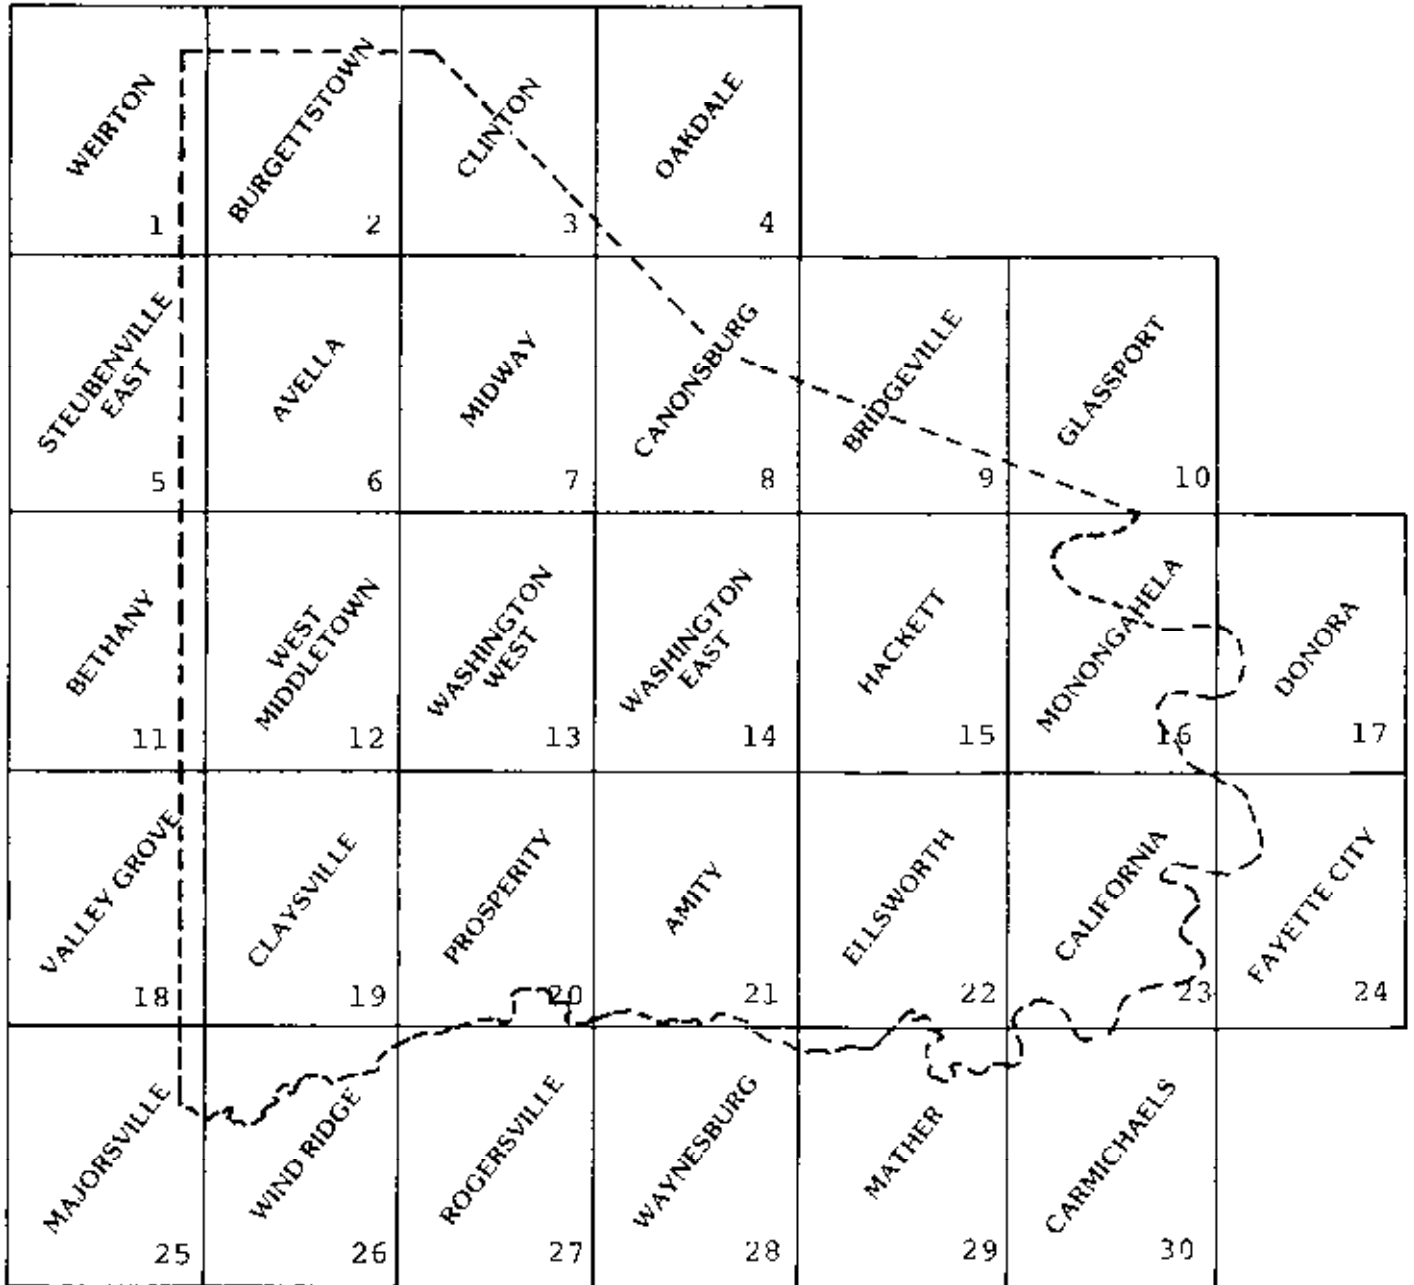 WEIRTON
1
BURGETTSTOWN
2
CLINTON
3
OAKDALE
4
STEUBENVILLE
EAST
5
AVELLA
6
MIDWAY
7
CANONSBURG
8
BRIDGEVILLE
9
GLASSPORT
10
BETHANY
11
WEST
MIDDLETOWN
12
WASHINGTON
WEST
13
WASHINGTON
EAST
14
HACKETT
15
MONONGAHELA
16
DONORA
17
VALLEY GROVE
18
CLAYSVILLE
19
PROSPERITY
20
AMITY
21
ELLSWORTH
22
CALIFORNIA
23
FAYETTE CITY
24
MAJORSVILLE
25
WIND RIDGE
26
ROGERSVILLE
27
WAYNESBURG
28
MATHER
29
CARMICHAELS
30